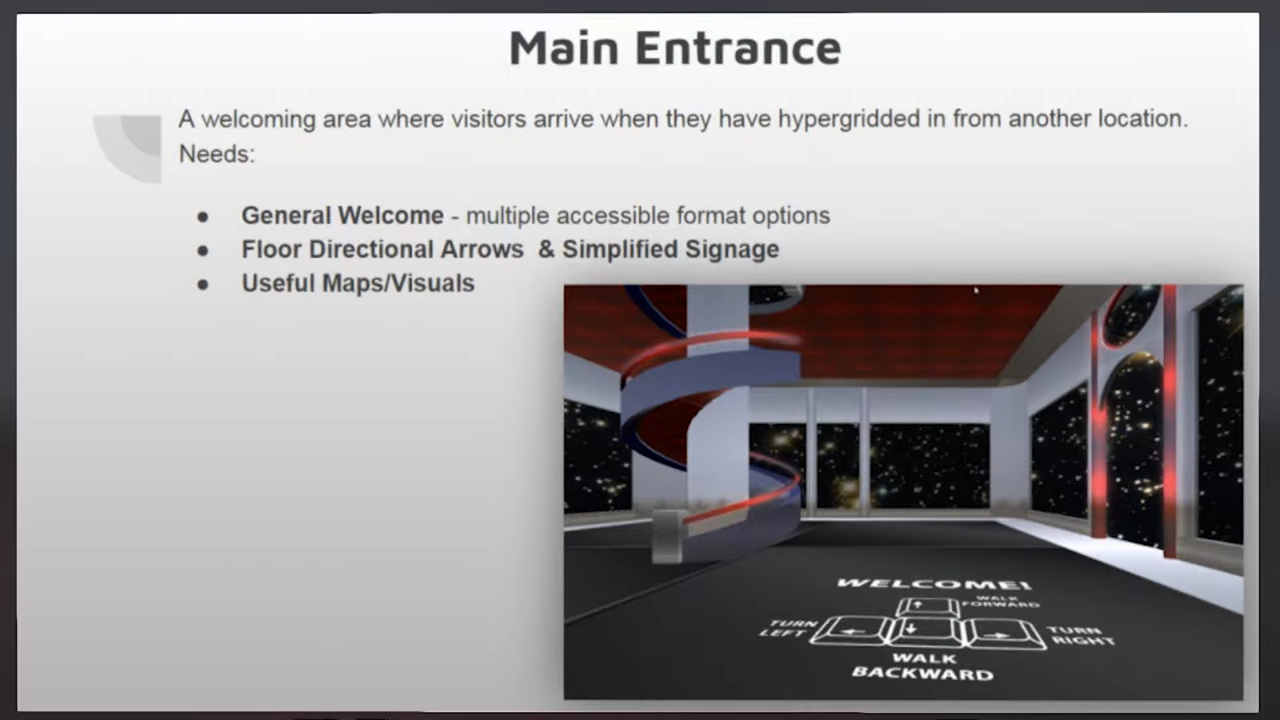 Main Entrance
A welcoming area where visitors arrive when they have hypergridded in from another location.
Needs:
● General Welcome - multiple accessible format options
● Floor Directional Arrows & Simplified Signage
● Useful Maps/Visuals
WELCOME!
WALK
FORWARD
TURN
LEFT
TURN
RIGHT
WALK
BACKWARD